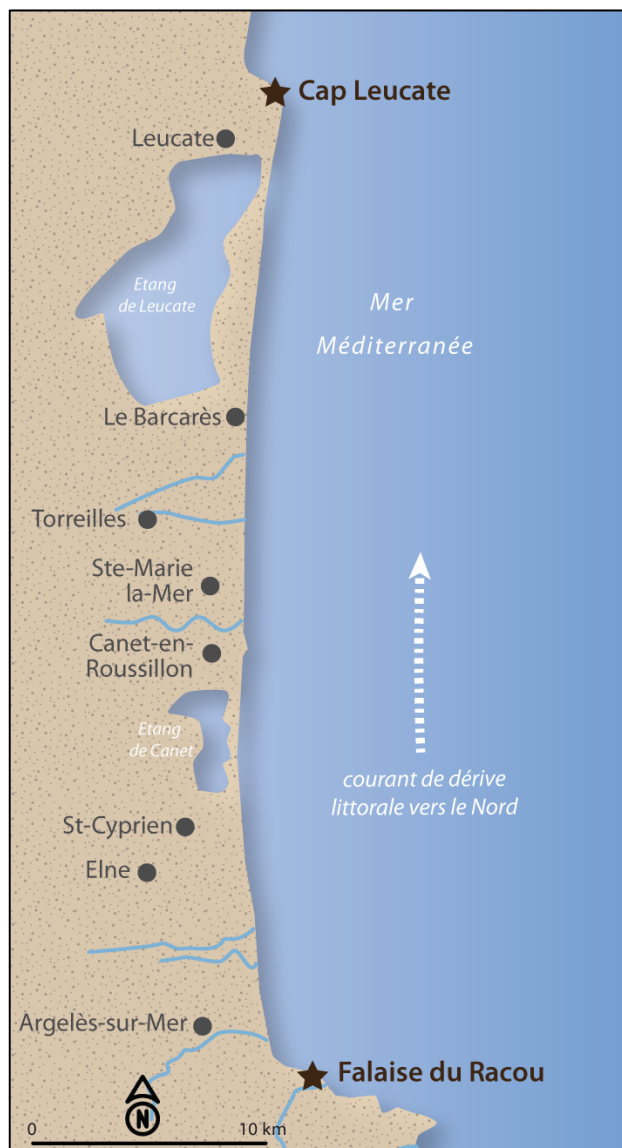 Cap Leucate
Leucate
Etang
de Leucate
Mer
Méditerranée
Le Barcarès
Torreilles
Ste-Marie
la-Mer
Canet-en-
Roussillon
Etang
de Canet
courant de dérive
littorale vers le Nord
St-Cyprien
Elne
Argelès-sur-Mer
Falaise du Racou
N
0
10 km